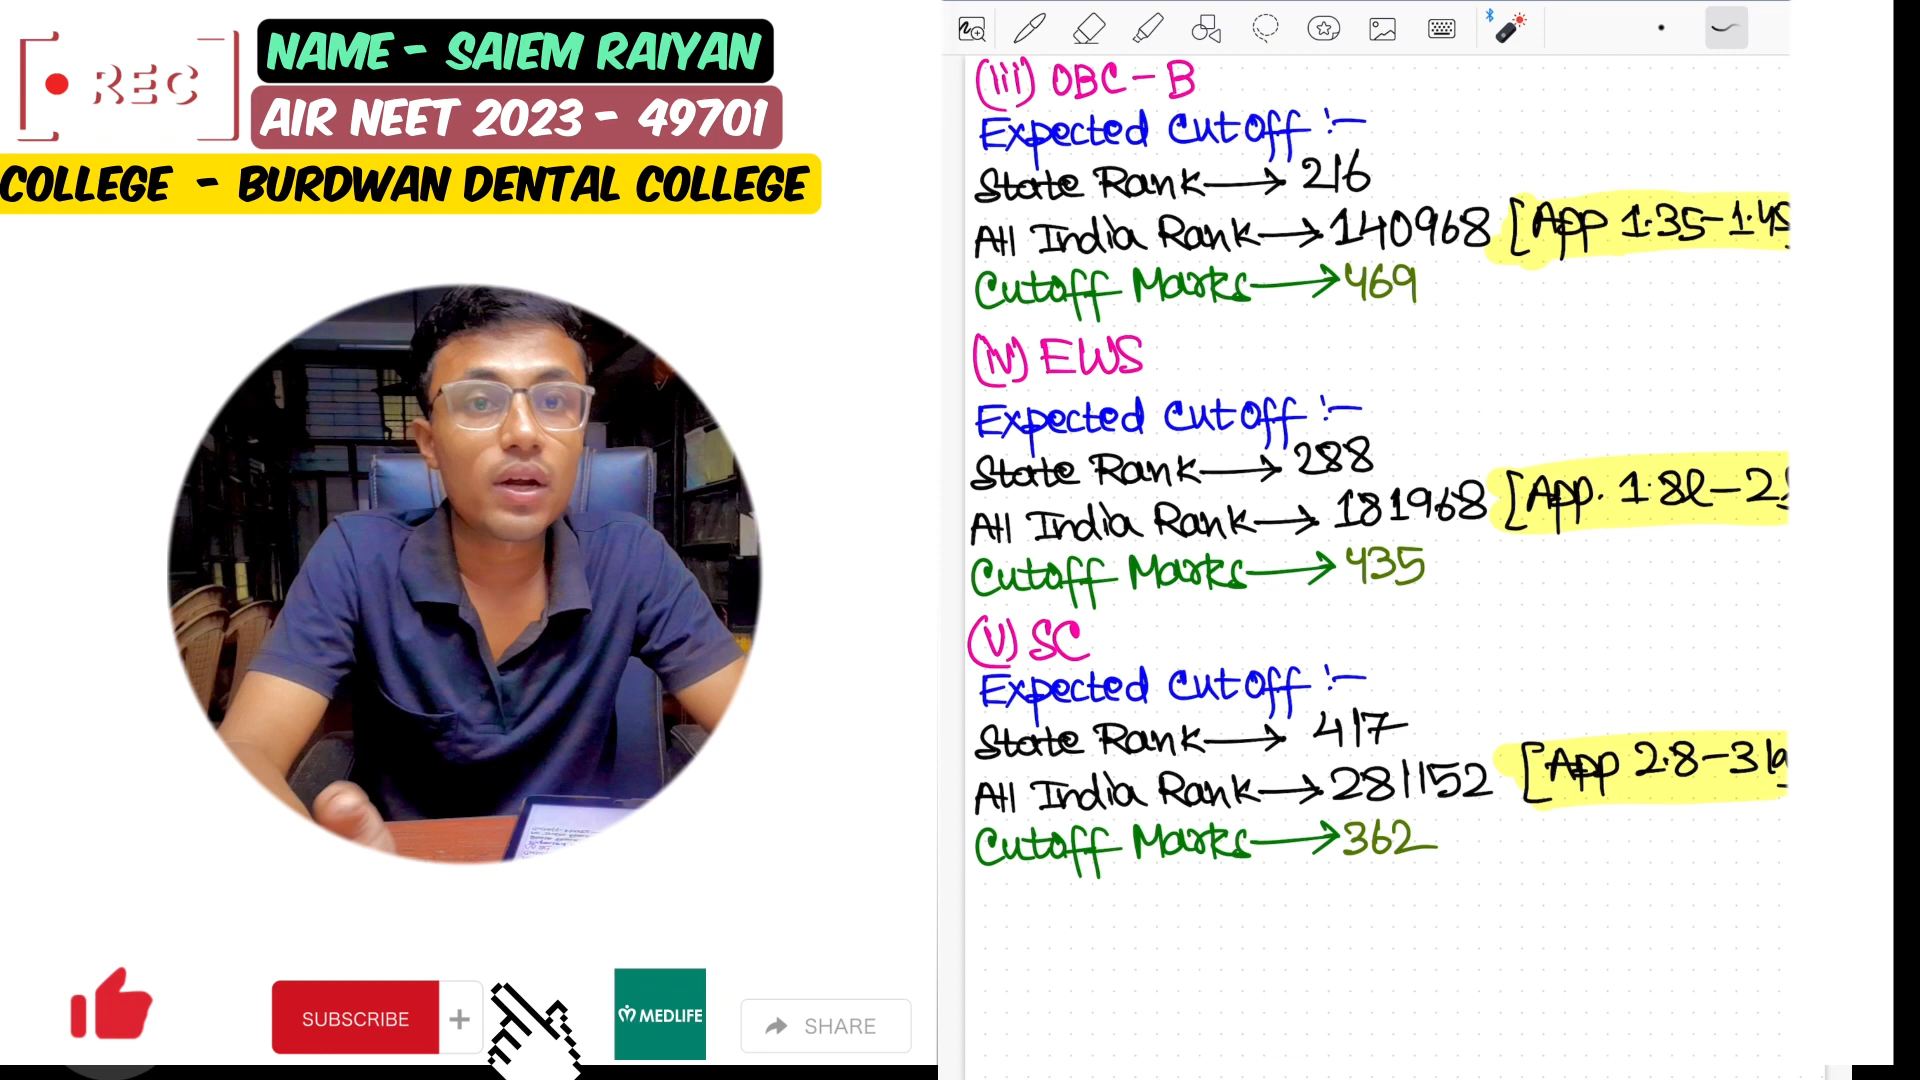 REC
NAME - SAIEM RAIYAN
AIR NEET 2023 - 49701
COLLEGE - BURDWAN DENTAL COLLEGE
(iii) OBC - B
Expected Cutoff :-
State Rank → 216
All India Rank → 140968 [App 1.35-1.45
Cutoff Marks → 469
(iv) EWS
Expected Cutoff :-
State Rank → 288
All India Rank → 181968 [App. 1.8l-2
Cutoff Marks → 435
(v) SC
Expected Cutoff :-
State Rank → 417
All India Rank → 281152 [App 2.8-3 la
Cutoff Marks → 362
SUBSCRIBE +
MEDLIFE
SHARE